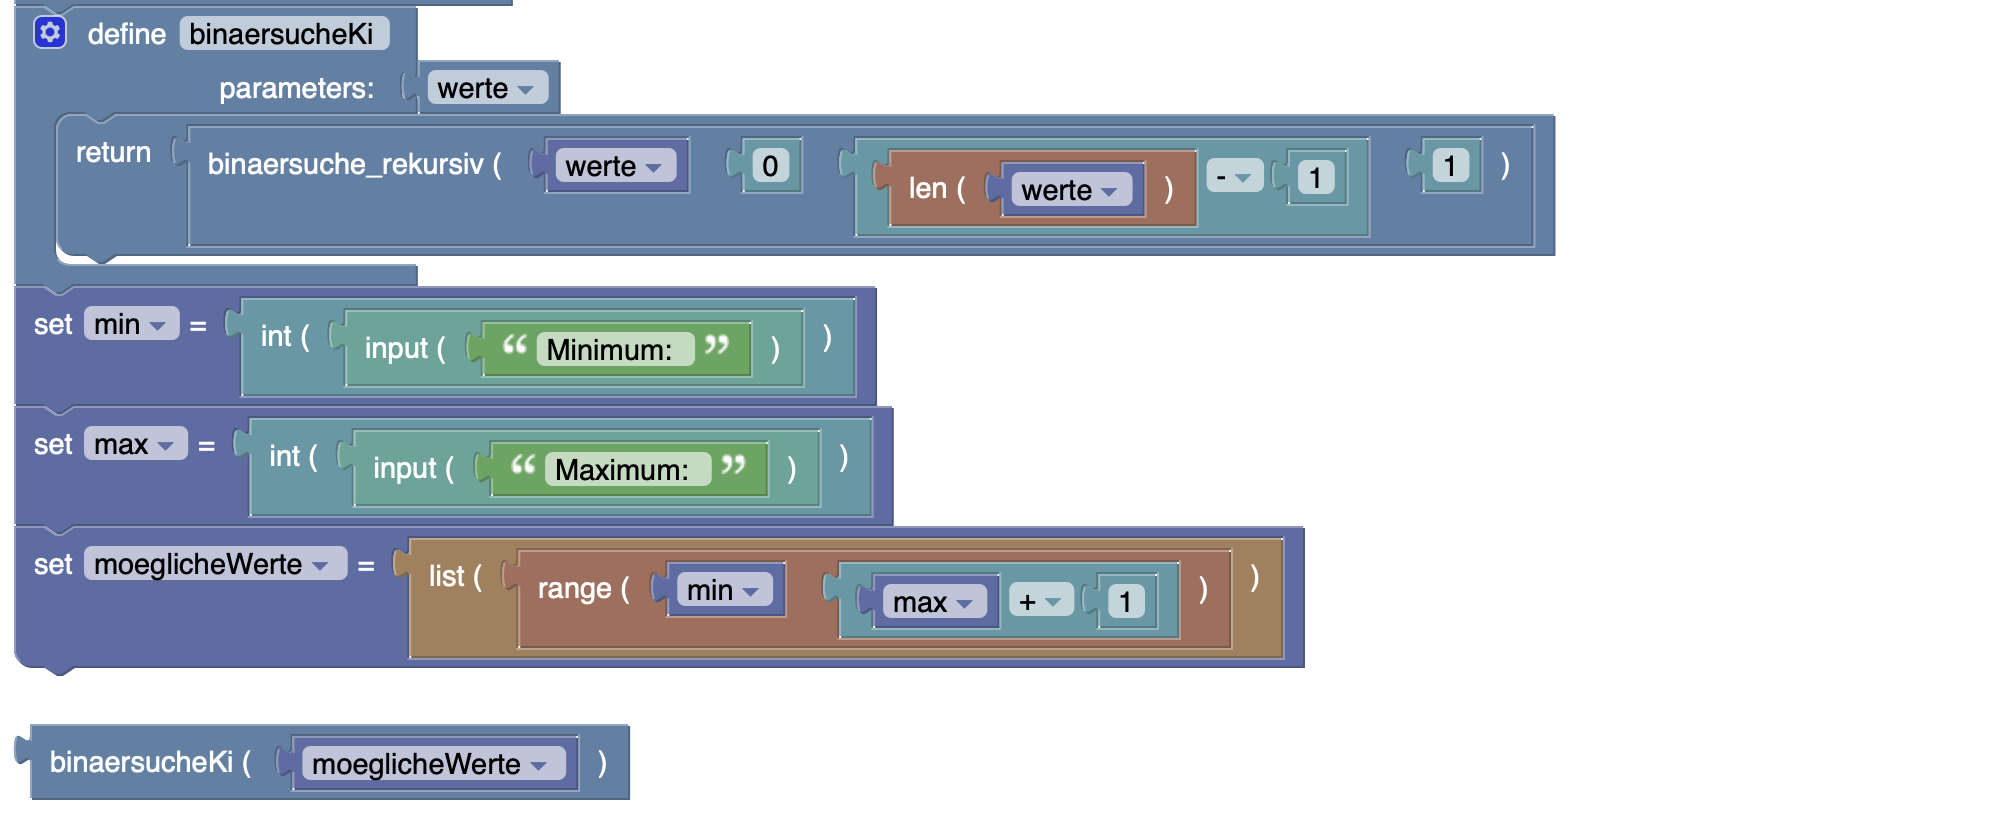 define binaersucheKi
parameters: werte
return binaersuche_rekursiv ( werte 0 len ( werte ) - 1 1 )
set min = int ( input ( “ Minimum: ” ) )
set max = int ( input ( “ Maximum: ” ) )
set moeglicheWerte = list ( range ( min max + 1 ) )
binaersucheKi ( moeglicheWerte )